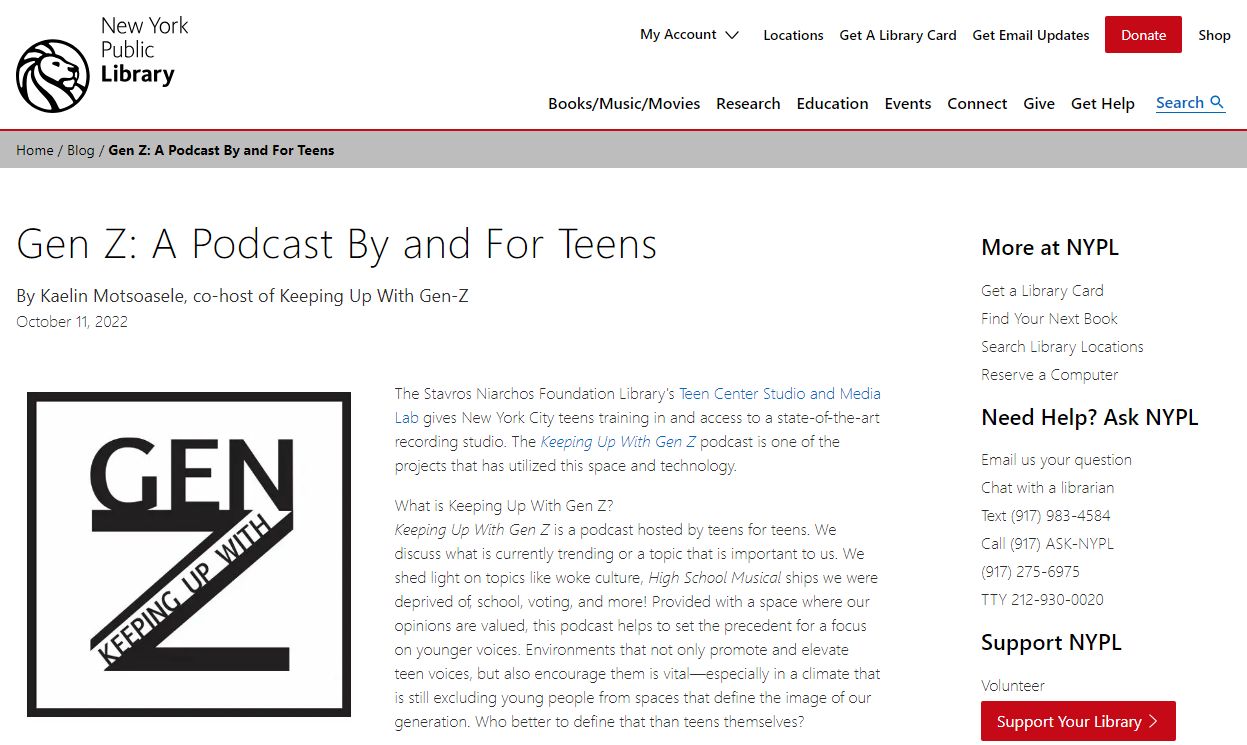 New York
Public
Library
My Account
Locations
Get A Library Card
Get Email Updates
Donate
Shop
Books/Music/Movies
Research
Education
Events
Connect
Give
Get Help
Search
Home / Blog / Gen Z: A Podcast By and For Teens
Gen Z: A Podcast By and For Teens
By Kaelin Motsoasele, co-host of Keeping Up With Gen-Z
October 11, 2022
GEN
Z
KEEPING UP WITH
The Stavros Niarchos Foundation Library's Teen Center Studio and Media
Lab gives New York City teens training in and access to a state-of-the-art
recording studio. The Keeping Up With Gen Z podcast is one of the
projects that has utilized this space and technology.
What is Keeping Up With Gen Z?
Keeping Up With Gen Z is a podcast hosted by teens for teens. We
discuss what is currently trending or a topic that is important to us. We
shed light on topics like woke culture, High School Musical ships we were
deprived of, school, voting, and more! Provided with a space where our
opinions are valued, this podcast helps to set the precedent for a focus
on younger voices. Environments that not only promote and elevate
teen voices, but also encourage them is vital—especially in a climate that
is still excluding young people from spaces that define the image of our
generation. Who better to define that than teens themselves?
More at NYPL
Get a Library Card
Find Your Next Book
Search Library Locations
Reserve a Computer
Need Help? Ask NYPL
Email us your question
Chat with a librarian
Text (917) 983-4584
Call (917) ASK-NYPL
(917) 275-6975
TTY 212-930-0020
Support NYPL
Volunteer
Support Your Library